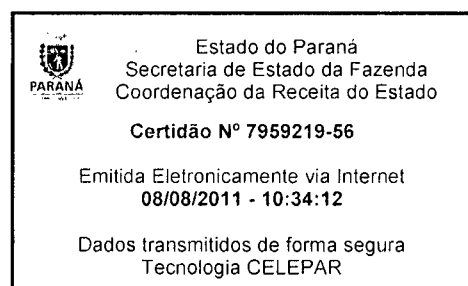 Estado do Paraná
Secretaria de Estado da Fazenda
PARANÁ
Coordenação da Receita do Estado
Certidão Nº 7959219-56
Emitida Eletronicamente via Internet
08/08/2011 - 10:34:12
Dados transmitidos de forma segura
Tecnologia CELEPAR